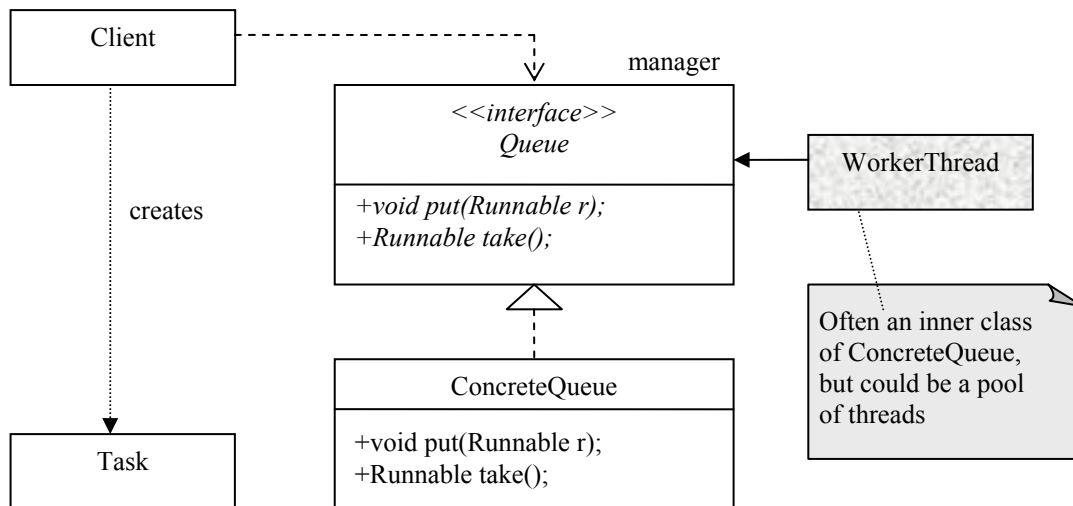 Client
manager
<<interface>>
Queue
+void put(Runnable r);
+Runnable take();
WorkerThread
creates
Often an inner class
of ConcreteQueue,
but could be a pool
of threads
ConcreteQueue
+void put(Runnable r);
+Runnable take();
Task